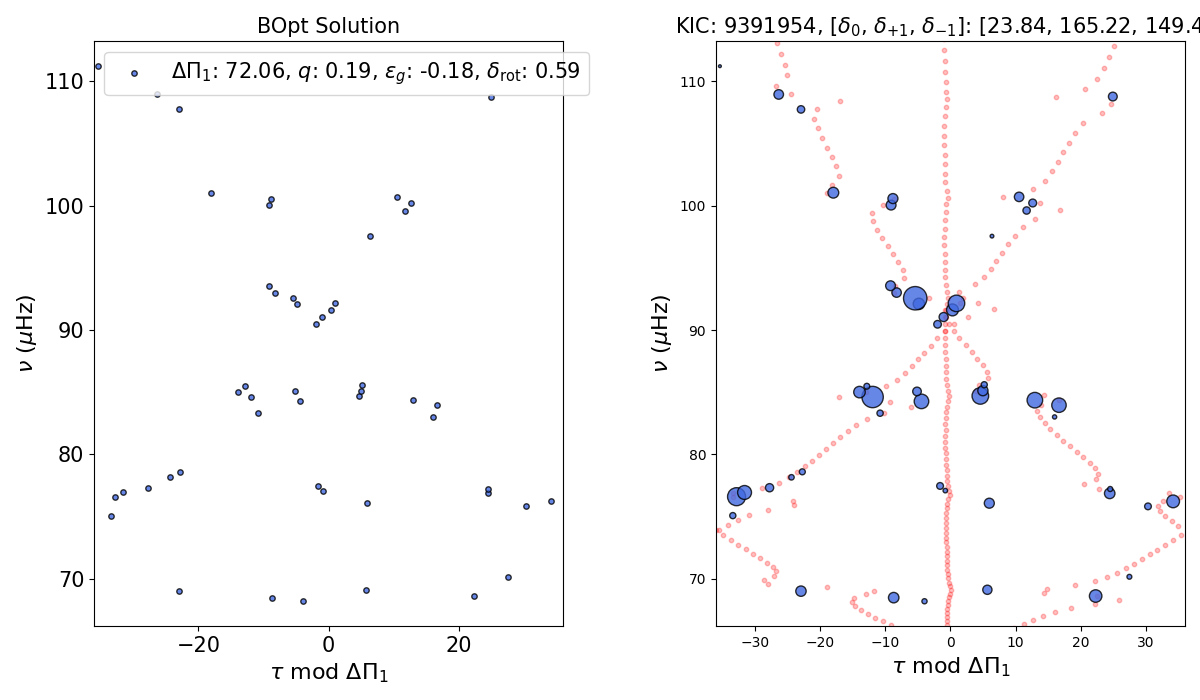 BOpt Solution
ΔΠ₁: 72.06, q: 0.19, ε_g: -0.18, δ_rot: 0.59
ν (μHz)
110
100
90
80
70
−20 0 20
τ mod ΔΠ₁
KIC: 9391954, [δ₀, δ₊₁, δ₋₁]: [23.84, 165.22, 149.4
ν (μHz)
110
100
90
80
70
−30 −20 −10 0 10 20 30
τ mod ΔΠ₁